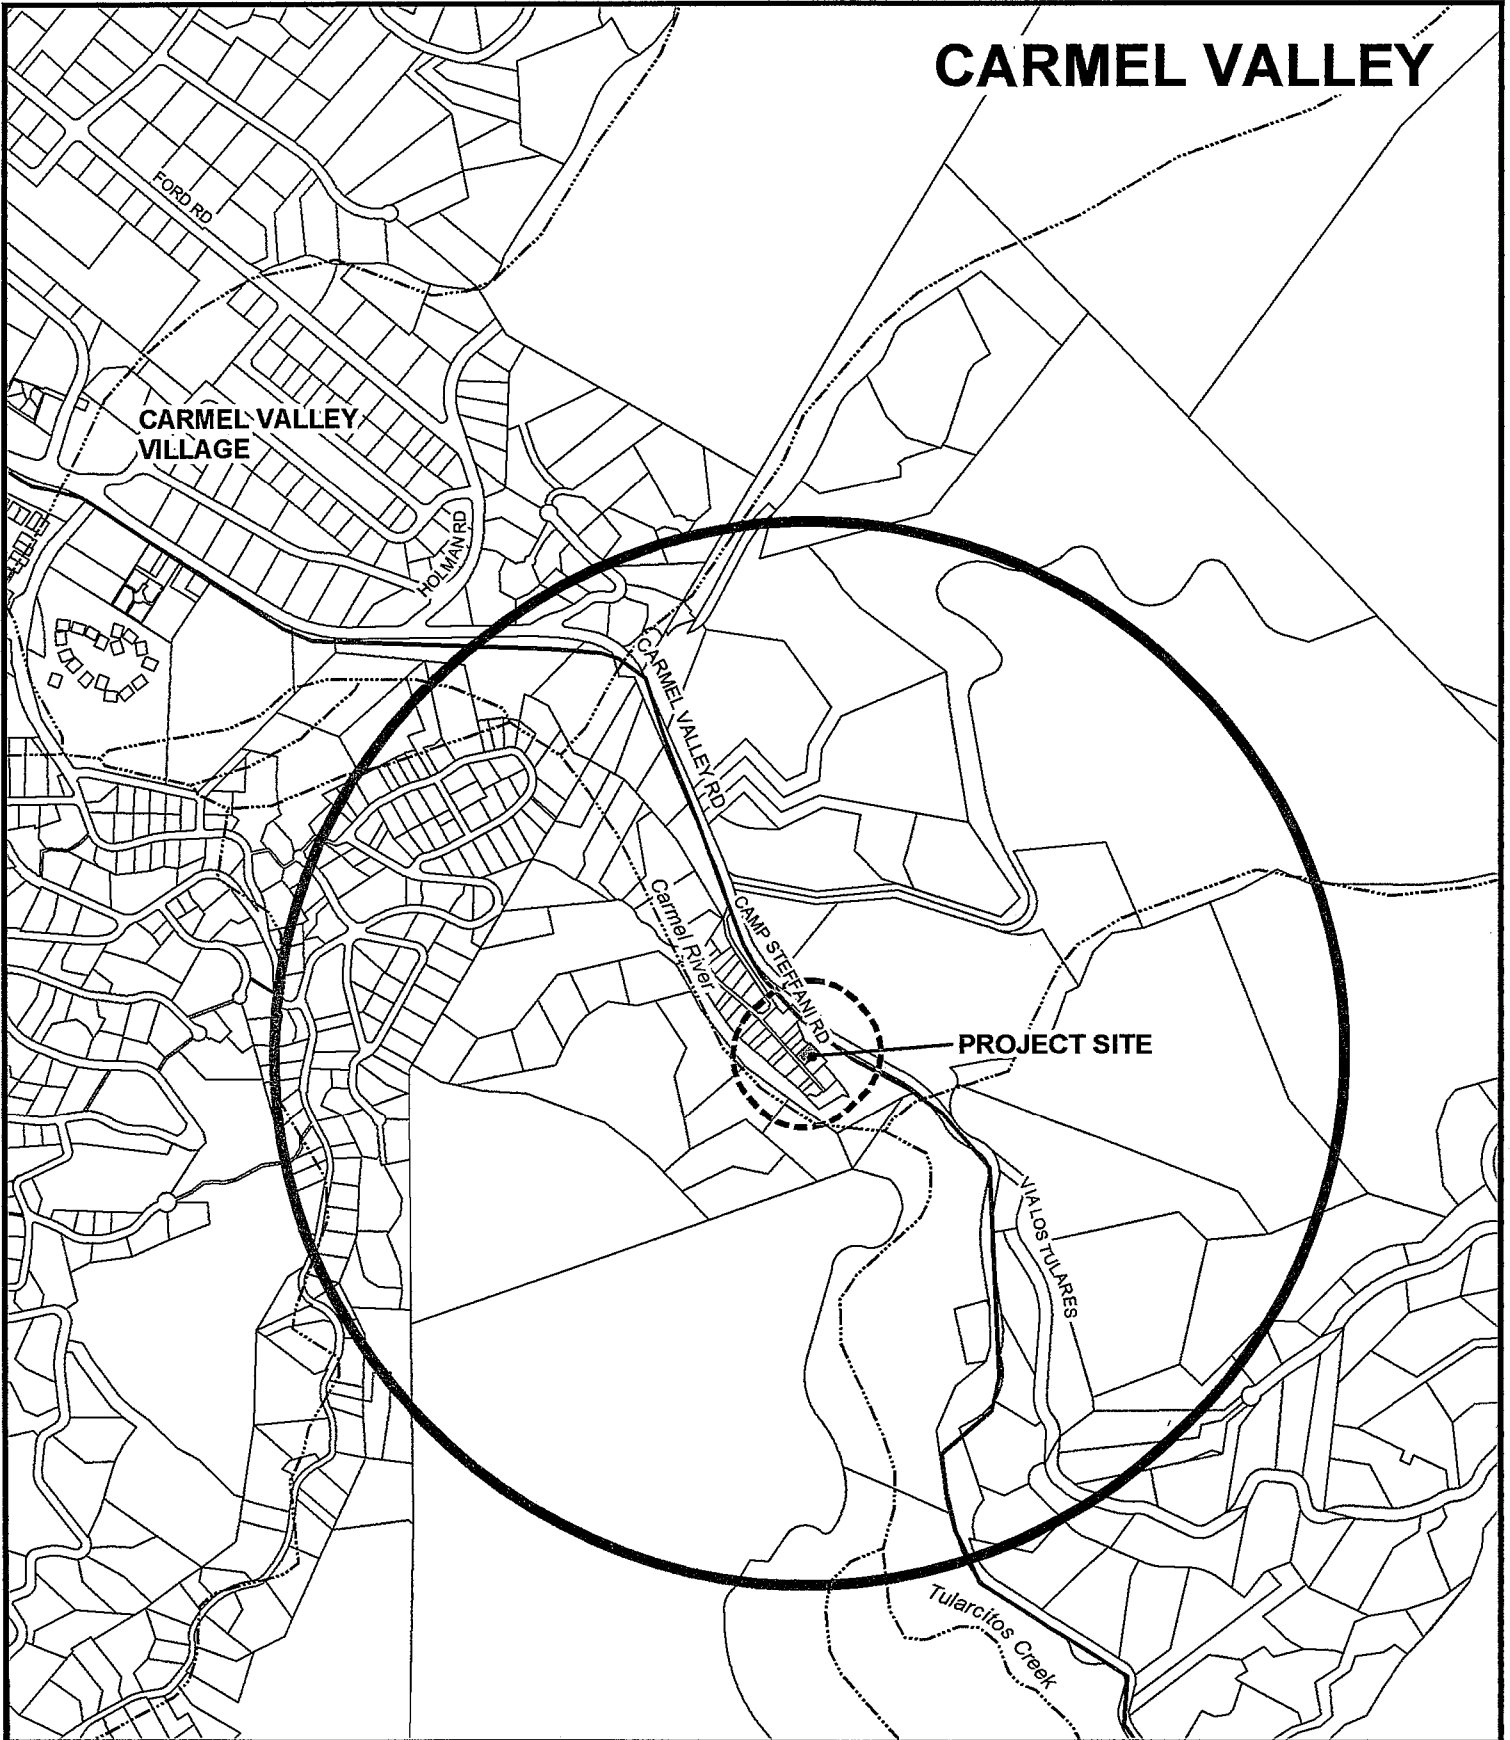 CARMEL VALLEY
FORD RD
CARMEL VALLEY
VILLAGE
HOLMAN RD
CARMEL VALLEY RD
Carmel River
CAMP STEFFANI RD
PROJECT SITE
VIA LOS TULARES
Tularcitos Creek